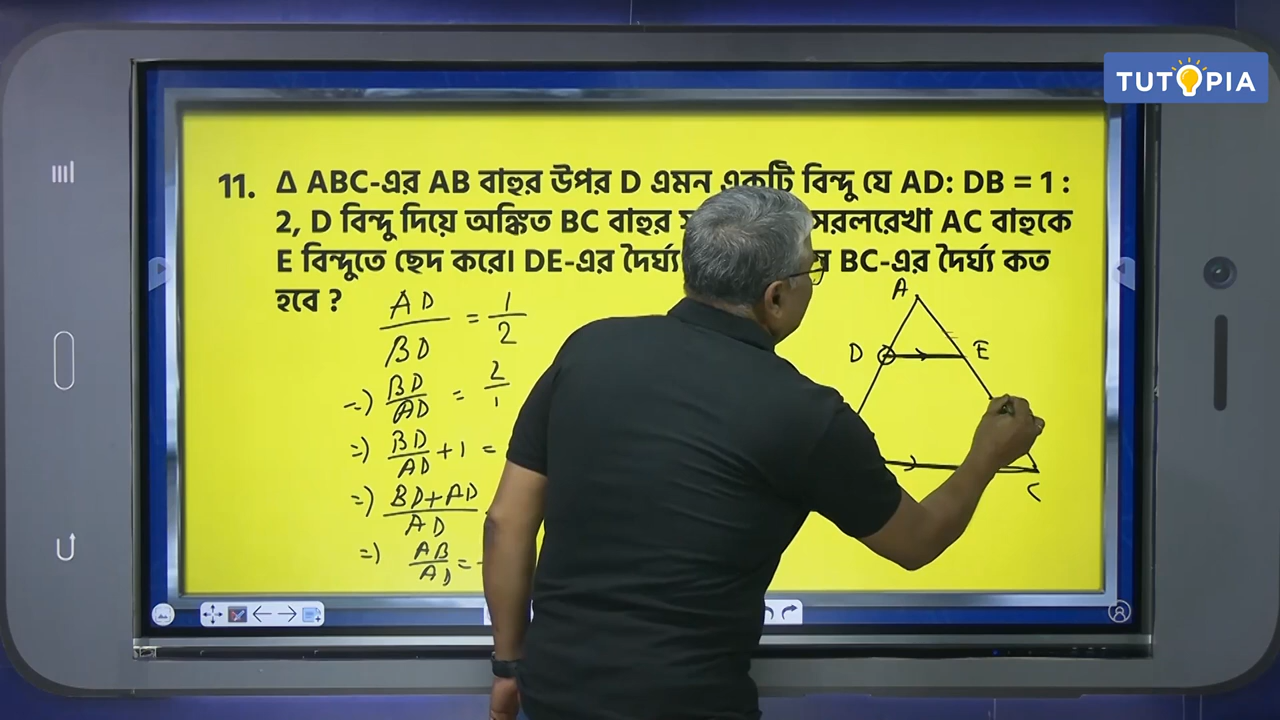 TUTOPIA
11. Δ ABC-এর AB বাহুর উপর D এমন একটি বিন্দু যে AD: DB = 1 :
2, D বিন্দু দিয়ে অঙ্কিত BC বাহুর সরলরেখা AC বাহুকে
E বিন্দুতে ছেদ করে। DE-এর দৈর্ঘ্য BC-এর দৈর্ঘ্য কত
হবে ?
AD/BD = 1/2
=) BD/AD = 2/1
=) BD/AD + 1 =
=) BD+AD/AD
=) AB/AD =
A
D E
C